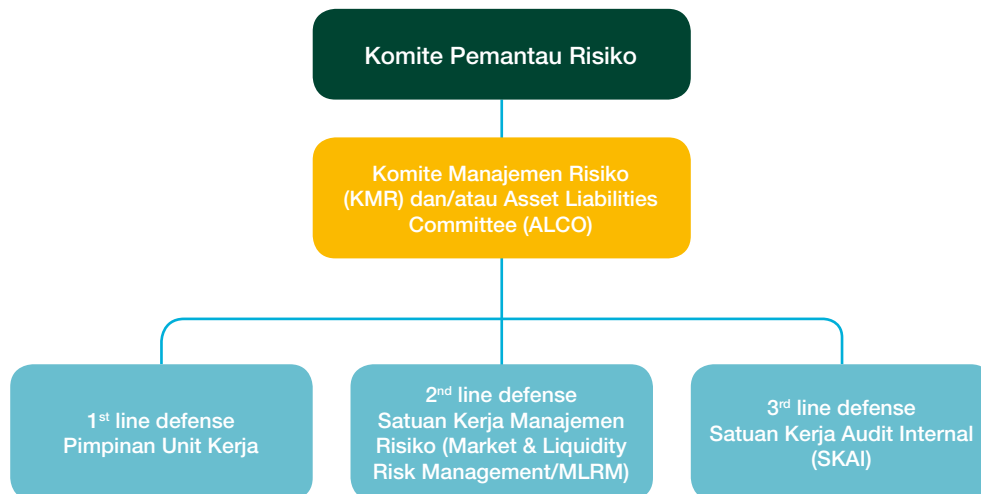 Komite Pemantau Risiko
Komite Manajemen Risiko
(KMR) dan/atau Asset Liabilities
Committee (ALCO)
1st line defense
Pimpinan Unit Kerja
2nd line defense
Satuan Kerja Manajemen
Risiko (Market & Liquidity
Risk Management/MLRM)
3rd line defense
Satuan Kerja Audit Internal
(SKAI)